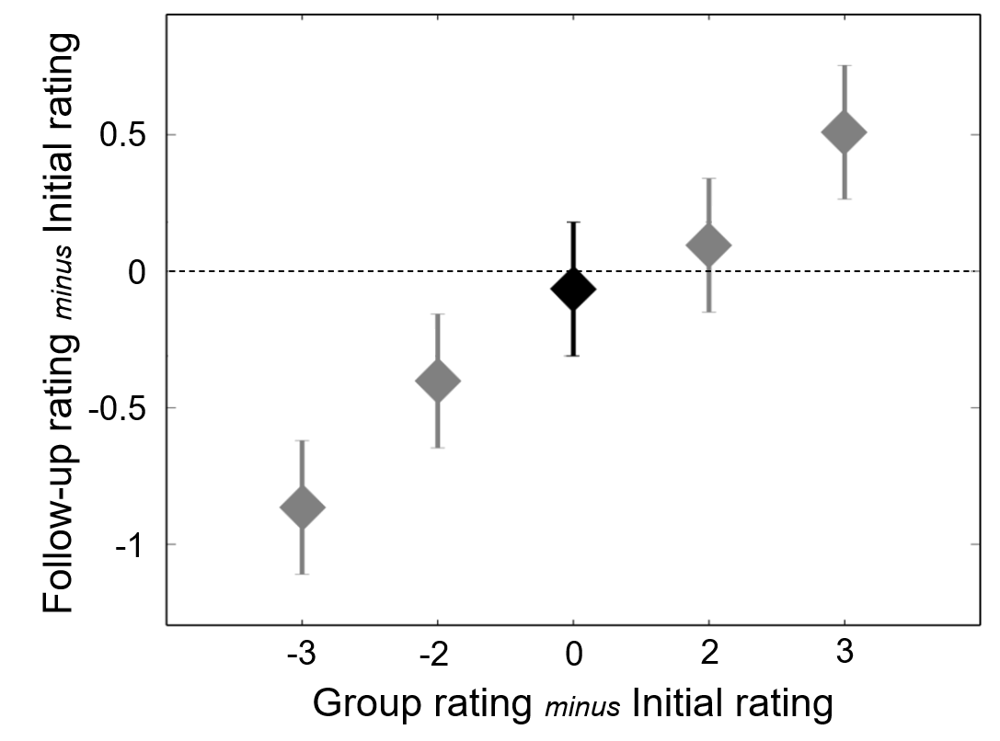 Follow-up rating minus Initial rating
0.5
0
-0.5
-1
-3 -2 0 2 3
Group rating minus Initial rating